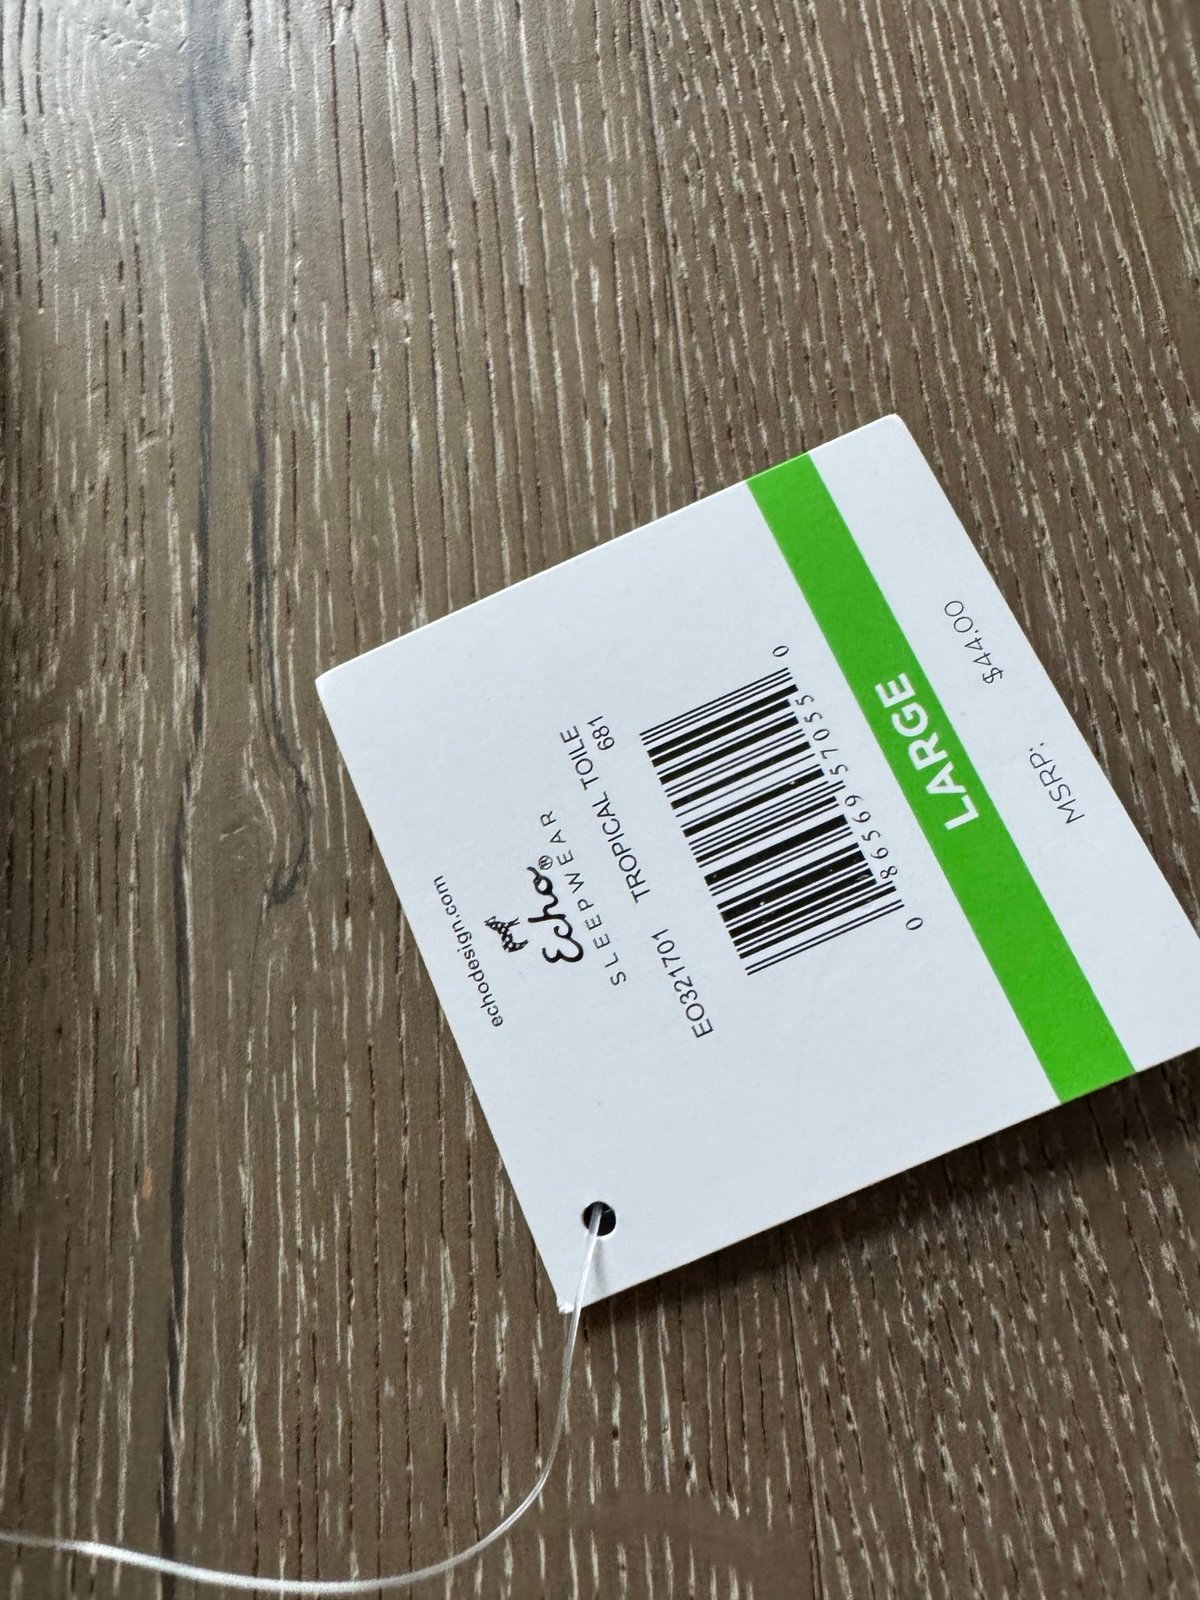 echodesign.com
Echo®
SLEEPWEAR
EO321701 TROPICAL TOILE
681
0 86569 57055 0
LARGE
MSRP: $44.00